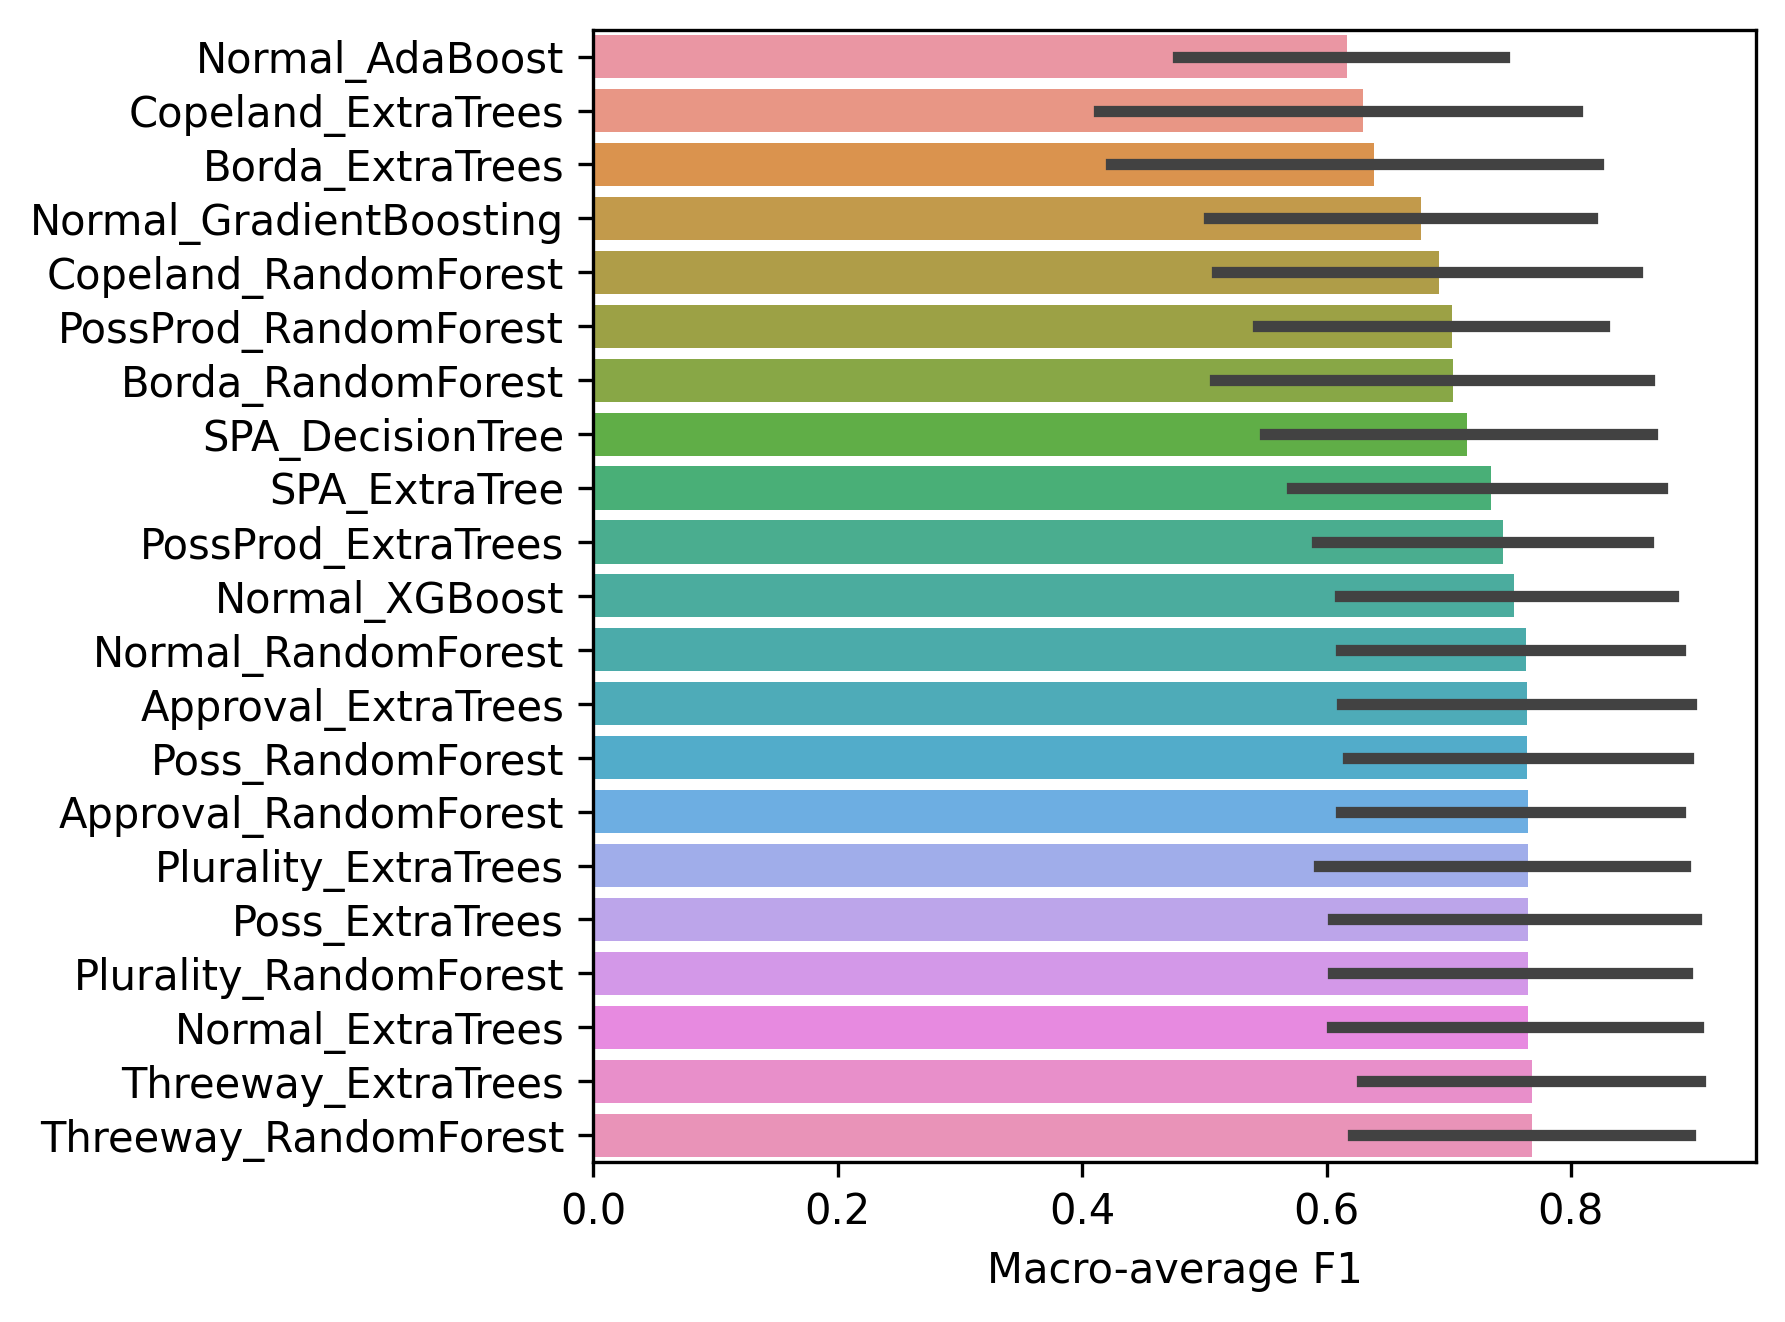 Normal_AdaBoost
Copeland_ExtraTrees
Borda_ExtraTrees
Normal_GradientBoosting
Copeland_RandomForest
PossProd_RandomForest
Borda_RandomForest
SPA_DecisionTree
SPA_ExtraTree
PossProd_ExtraTrees
Normal_XGBoost
Normal_RandomForest
Approval_ExtraTrees
Poss_RandomForest
Approval_RandomForest
Plurality_ExtraTrees
Poss_ExtraTrees
Plurality_RandomForest
Normal_ExtraTrees
Threeway_ExtraTrees
Threeway_RandomForest
0.0 0.2 0.4 0.6 0.8
Macro-average F1